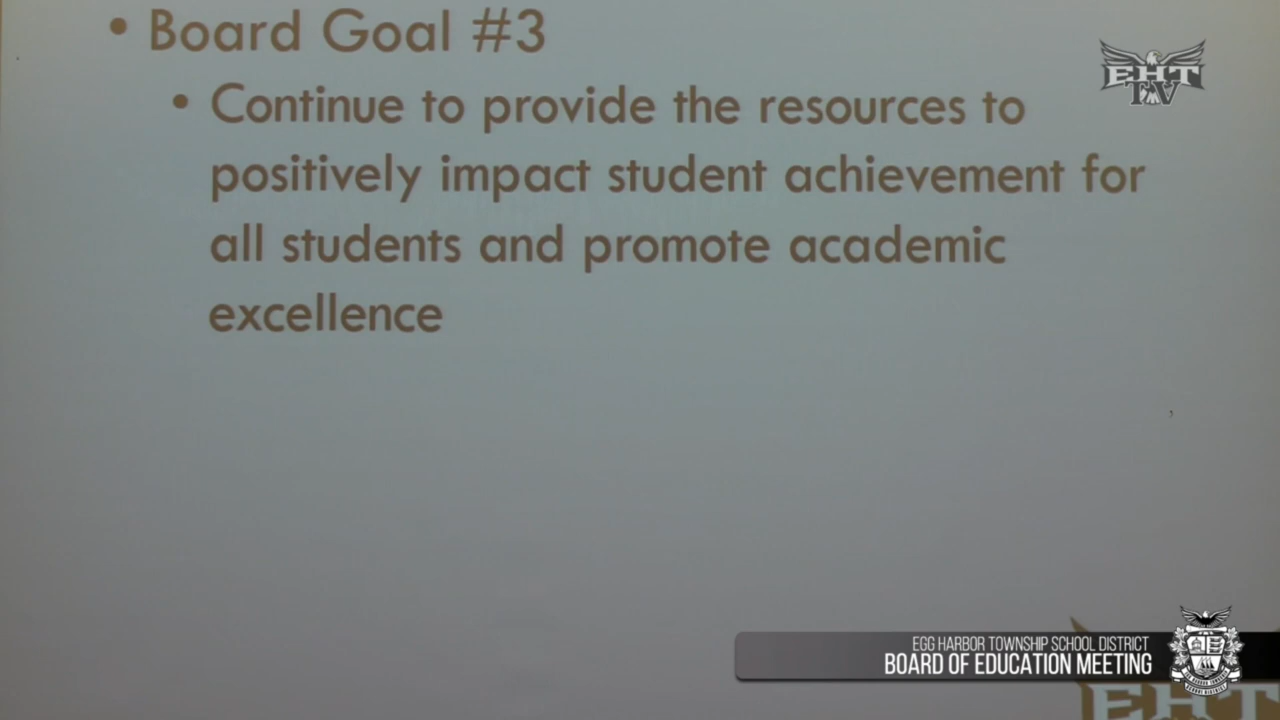 • Board Goal #3
• Continue to provide the resources to
positively impact student achievement for
all students and promote academic
excellence
EHT
TV
EGG HARBOR TOWNSHIP SCHOOL DISTRICT
BOARD OF EDUCATION MEETING
EHT